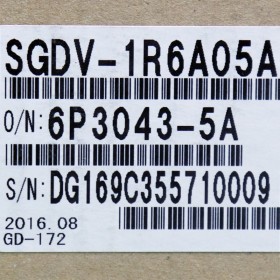 SGDV-1R6A05A
O/N: 6P3043-5A
S/N: DG169C355710009
2016.08
GD-172